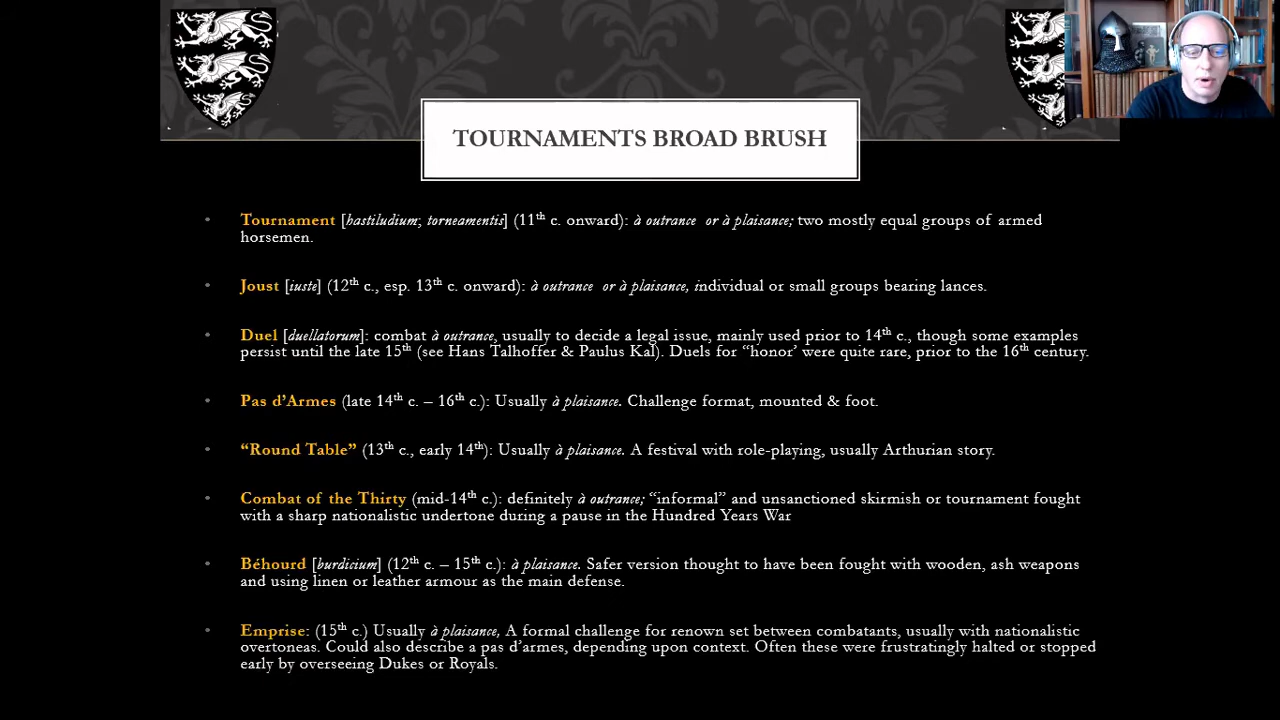 TOURNAMENTS BROAD BRUSH
• Tournament [hastiludium; torneamentis] (11th c. onward): à outrance or à plaisance; two mostly equal groups of armed
horsemen.
• Joust [iuste] (12th c., esp. 13th c. onward): à outrance or à plaisance, individual or small groups bearing lances.
• Duel [duellatorum]: combat à outrance, usually to decide a legal issue, mainly used prior to 14th c., though some examples
persist until the late 15th (see Hans Talhoffer & Paulus Kal). Duels for “honor’ were quite rare, prior to the 16th century.
• Pas d’Armes (late 14th c. – 16th c.): Usually à plaisance. Challenge format, mounted & foot.
• “Round Table” (13th c., early 14th): Usually à plaisance. A festival with role-playing, usually Arthurian story.
• Combat of the Thirty (mid-14th c.): definitely à outrance; “informal” and unsanctioned skirmish or tournament fought
with a sharp nationalistic undertone during a pause in the Hundred Years War
• Béhourd [burdicium] (12th c. – 15th c.): à plaisance. Safer version thought to have been fought with wooden, ash weapons
and using linen or leather armour as the main defense.
• Emprise: (15th c.) Usually à plaisance, A formal challenge for renown set between combatants, usually with nationalistic
overtoneas. Could also describe a pas d’armes, depending upon context. Often these were frustratingly halted or stopped
early by overseeing Dukes or Royals.